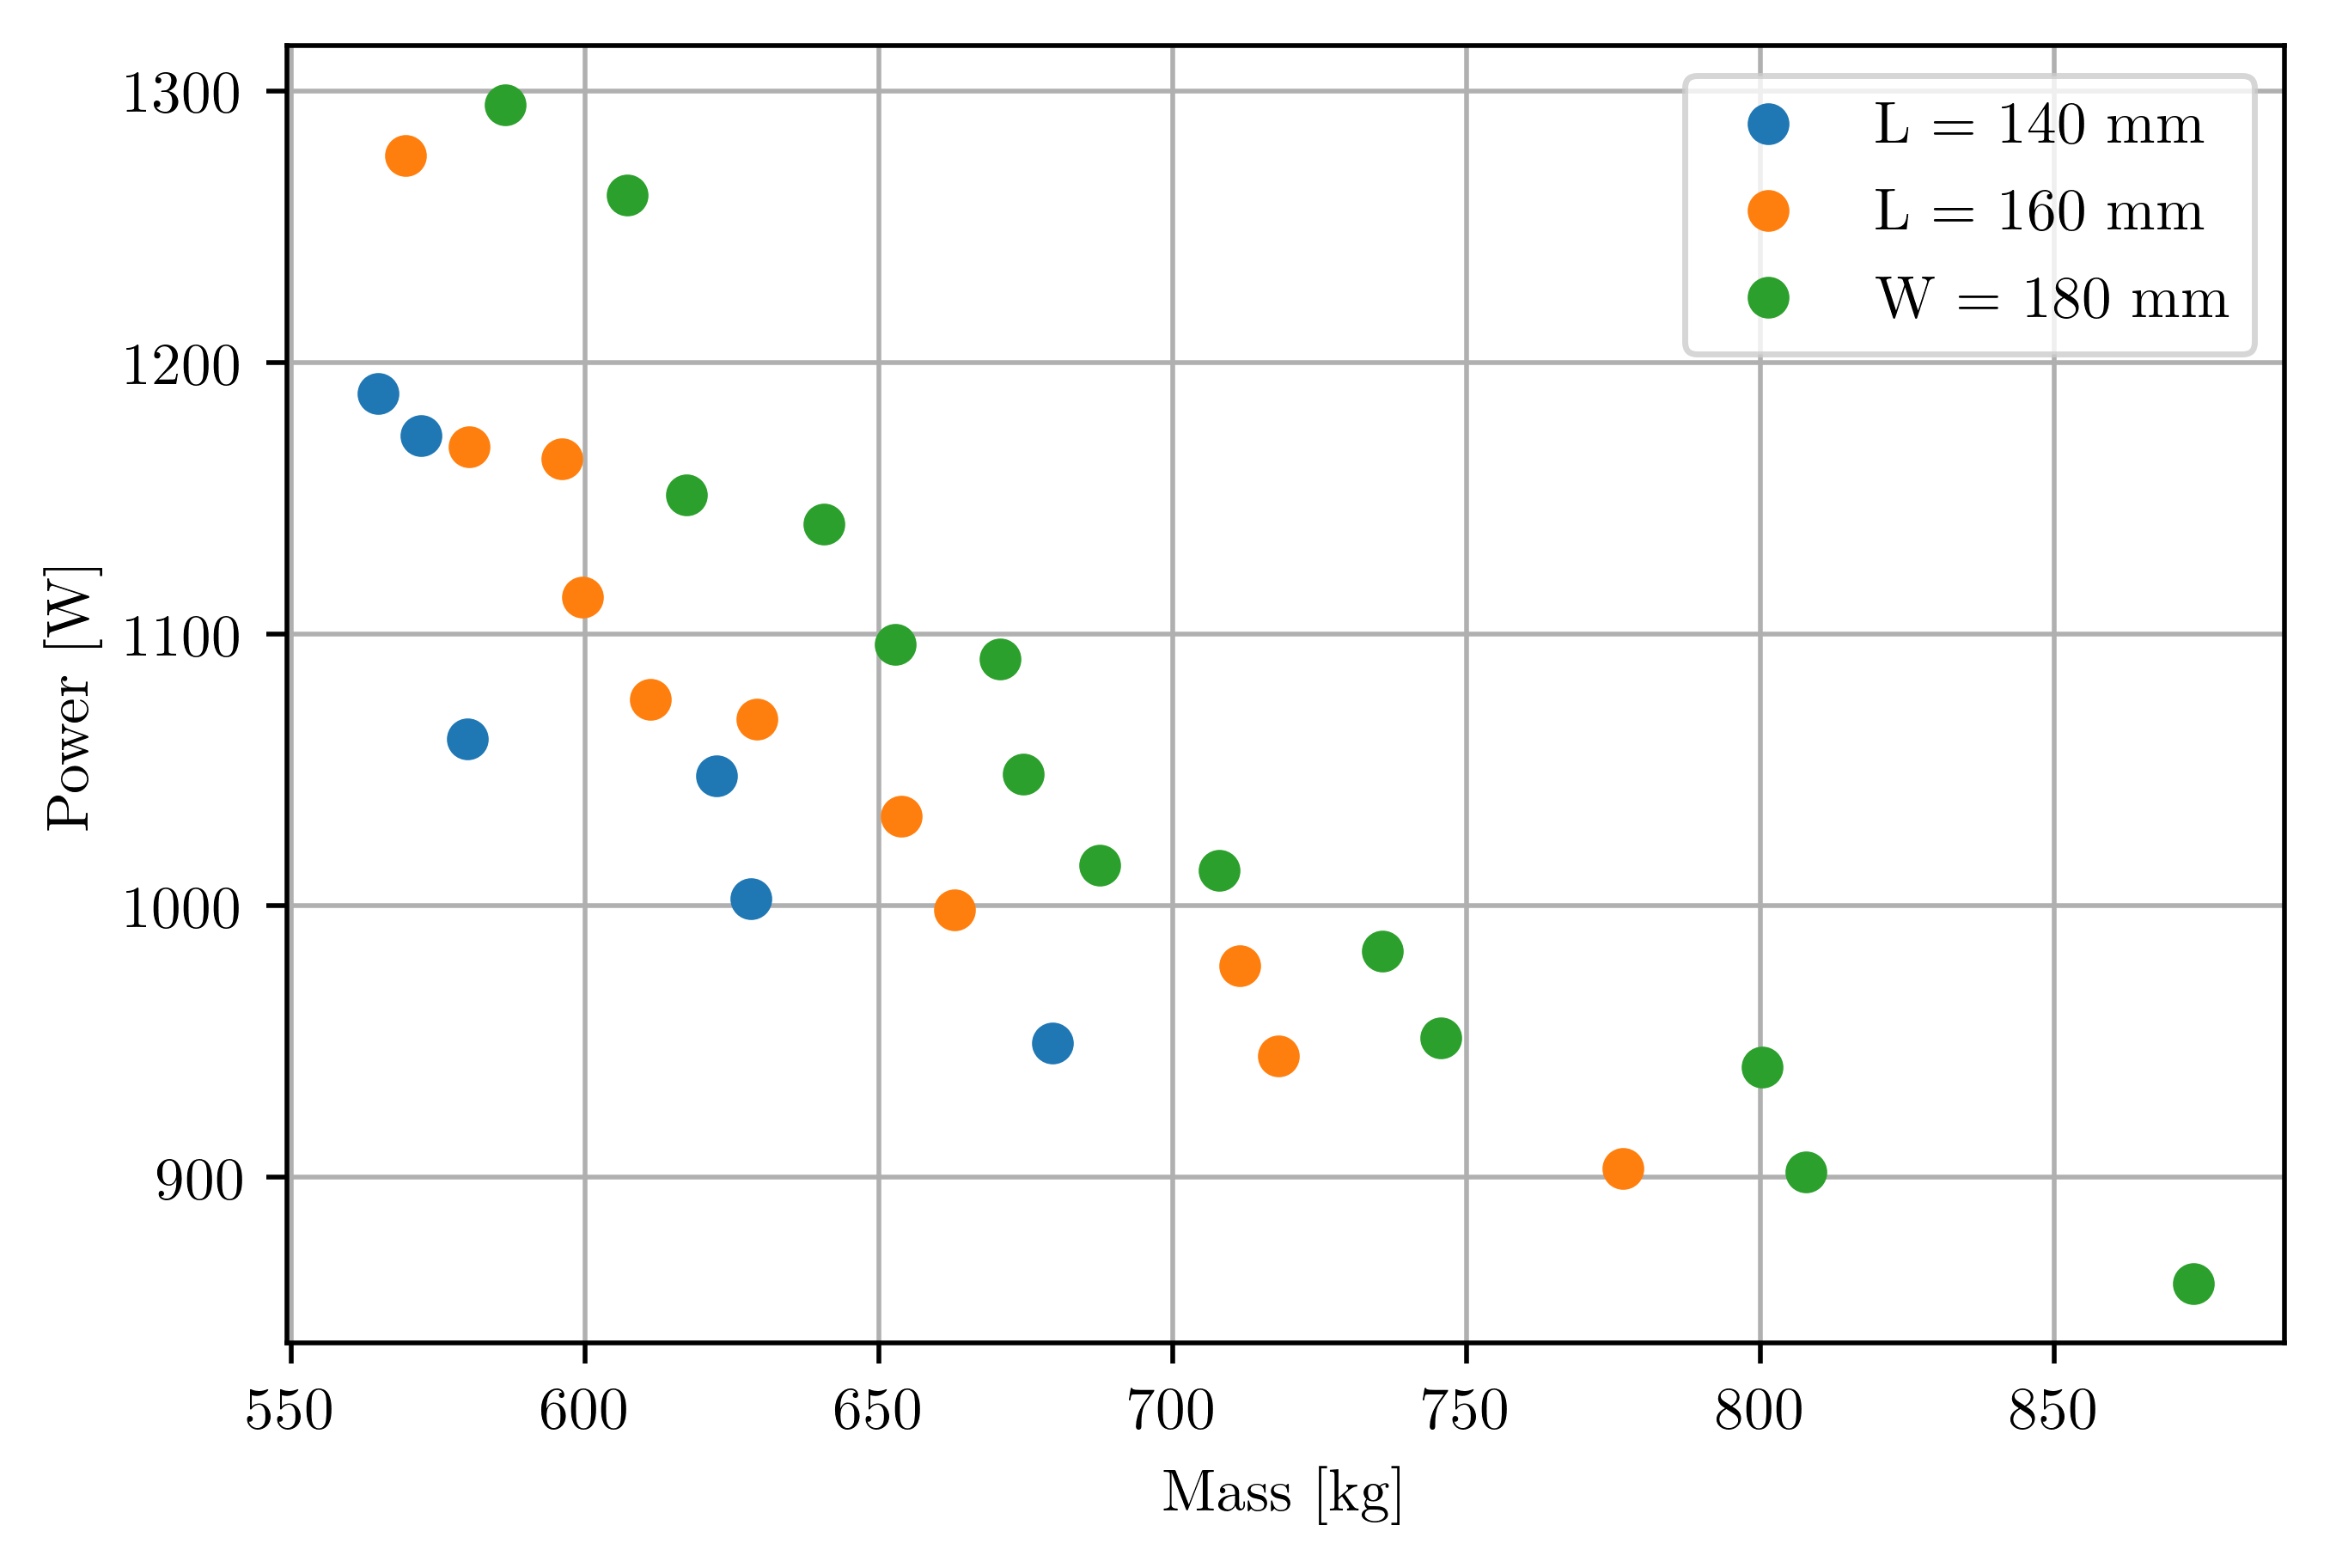 1300
1200
1100
1000
900
Power [W]
L = 140 mm
L = 160 mm
W = 180 mm
550 600 650 700 750 800 850
Mass [kg]